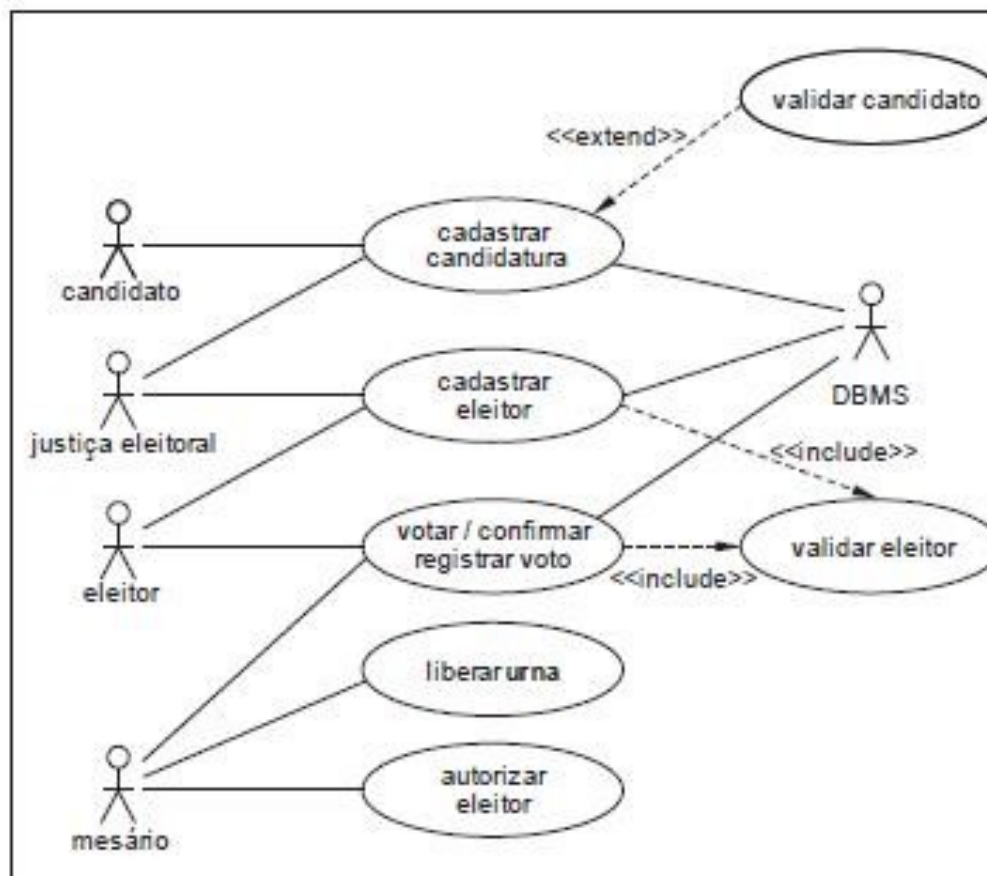 validar candidato
<<extend>>
cadastrar
candidatura
candidato
cadastrar
eleitor
DBMS
justiça eleitoral
<<include>>
votar / confirmar
registrar voto
validar eleitor
<<include>>
eleitor
liberar urna
autorizar
eleitor
mesário